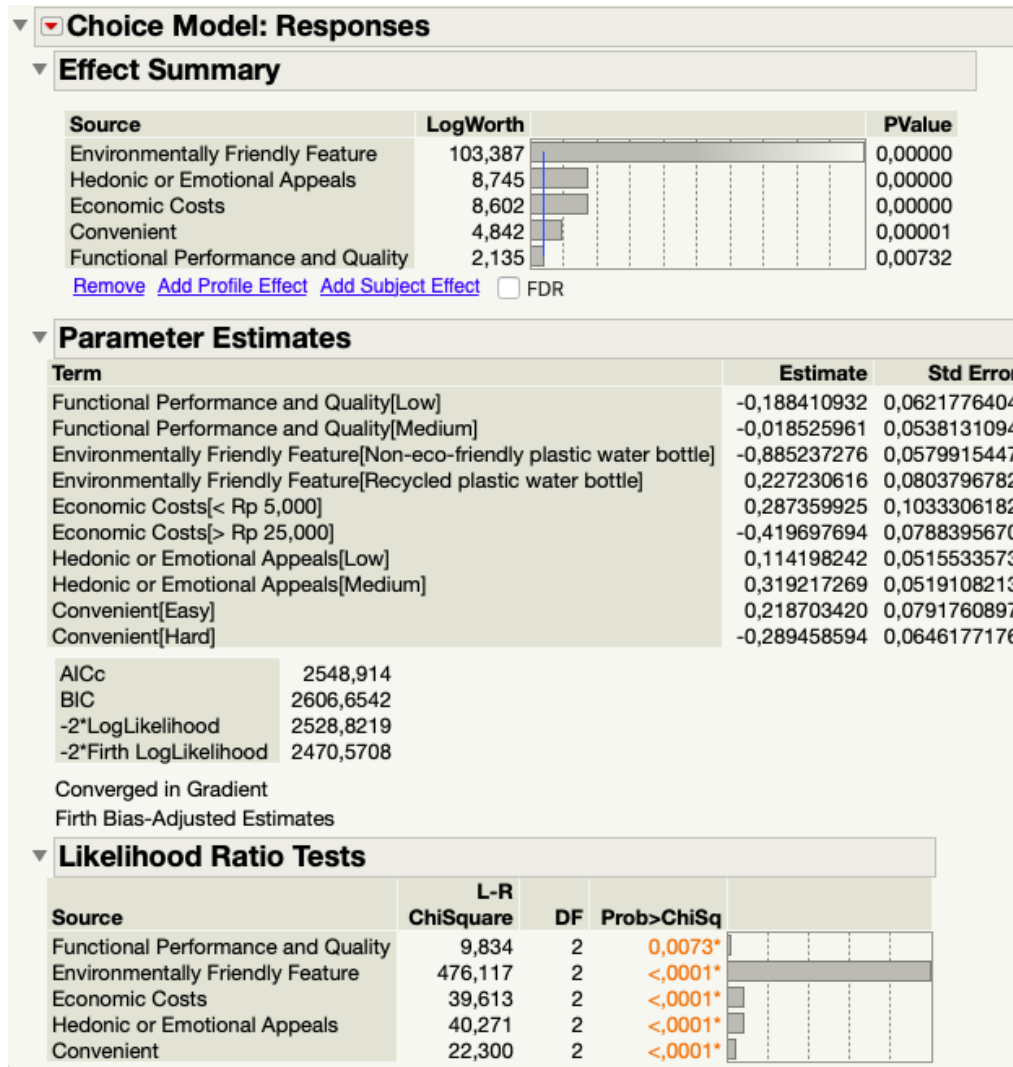 Choice Model: Responses
Effect Summary
Source LogWorth PValue
Environmentally Friendly Feature 103,387 0,00000
Hedonic or Emotional Appeals 8,745 0,00000
Economic Costs 8,602 0,00000
Convenient 4,842 0,00001
Functional Performance and Quality 2,135 0,00732
Remove Add Profile Effect Add Subject Effect FDR
Parameter Estimates
Term Estimate Std Error
Functional Performance and Quality[Low] -0,188410932 0,0621776404
Functional Performance and Quality[Medium] -0,018525961 0,0538131094
Environmentally Friendly Feature[Non-eco-friendly plastic water bottle] -0,885237276 0,0579915447
Environmentally Friendly Feature[Recycled plastic water bottle] 0,227230616 0,0803796782
Economic Costs[< Rp 5,000] 0,287359925 0,1033306182
Economic Costs[> Rp 25,000] -0,419697694 0,0788395670
Hedonic or Emotional Appeals[Low] 0,114198242 0,0515533573
Hedonic or Emotional Appeals[Medium] 0,319217269 0,0519108213
Convenient[Easy] 0,218703420 0,0791760897
Convenient[Hard] -0,289458594 0,0646177176
AICc 2548,914
BIC 2606,6542
-2*LogLikelihood 2528,8219
-2*Firth LogLikelihood 2470,5708
Converged in Gradient
Firth Bias-Adjusted Estimates
Likelihood Ratio Tests
L-R
Source ChiSquare DF Prob>ChiSq
Functional Performance and Quality 9,834 2 0,0073*
Environmentally Friendly Feature 476,117 2 <,0001*
Economic Costs 39,613 2 <,0001*
Hedonic or Emotional Appeals 40,271 2 <,0001*
Convenient 22,300 2 <,0001*